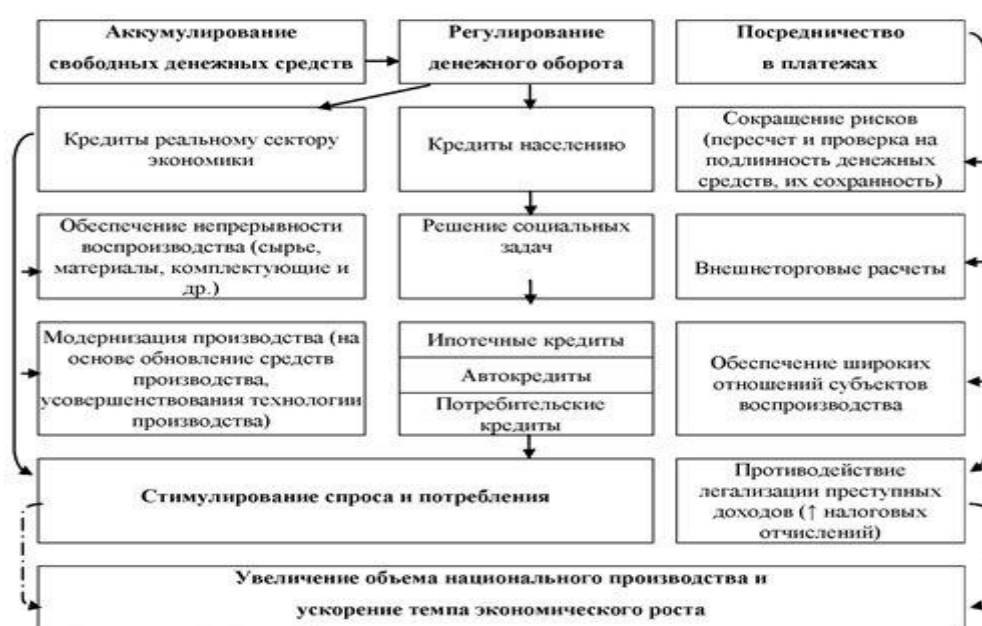 Аккумулирование
свободных денежных средств
Регулирование
денежного оборота
Посредничество
в платежах
Кредиты реальному сектору
экономики
Кредиты населению
Сокращение рисков
(пересчет и проверка на
подлинность денежных
средств, их сохранность)
Обеспечение непрерывности
воспроизводства (сырье,
материалы, комплектующие и
др.)
Решение социальных
задач
Внешнеторговые расчеты
Модернизация производства (на
основе обновление средств
производства,
усовершенствования технологии
производства)
Ипотечные кредиты
Автокредиты
Потребительские
кредиты
Обеспечение широких
отношений субъектов
воспроизводства
Стимулирование спроса и потребления
Противодействие
легализации преступных
доходов (↑ налоговых
отчислений)
Увеличение объема национального производства и
ускорение темпа экономического роста